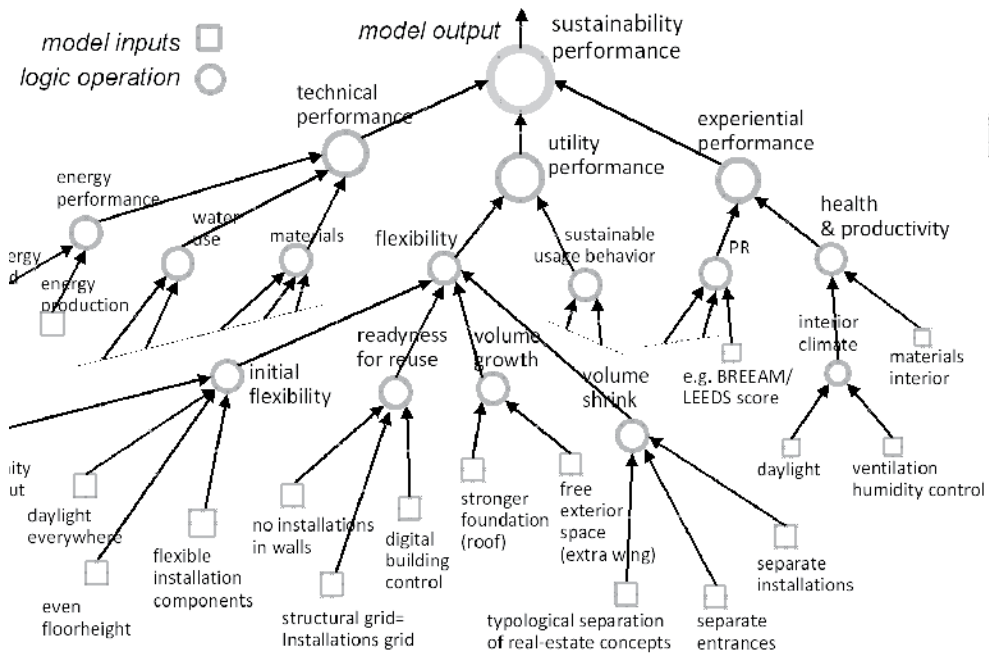 model inputs
logic operation
model output
sustainability
performance
technical
performance
utility
performance
experiential
performance
energy
performance
water
use
materials
flexibility
sustainable
usage behavior
PR
health
& productivity
energy
production
initial
flexibility
readyness
for reuse
volume
growth
volume
shrink
e.g. BREEAM/
LEEDS score
interior
climate
materials
interior
daylight
everywhere
even
floorheight
flexible
installation
components
no installations
in walls
structural grid=
Installations grid
digital
building
control
stronger
foundation
(roof)
free
exterior
space
(extra wing)
typological separation
of real-estate concepts
separate
entrances
separate
installations
daylight
ventilation
humidity control